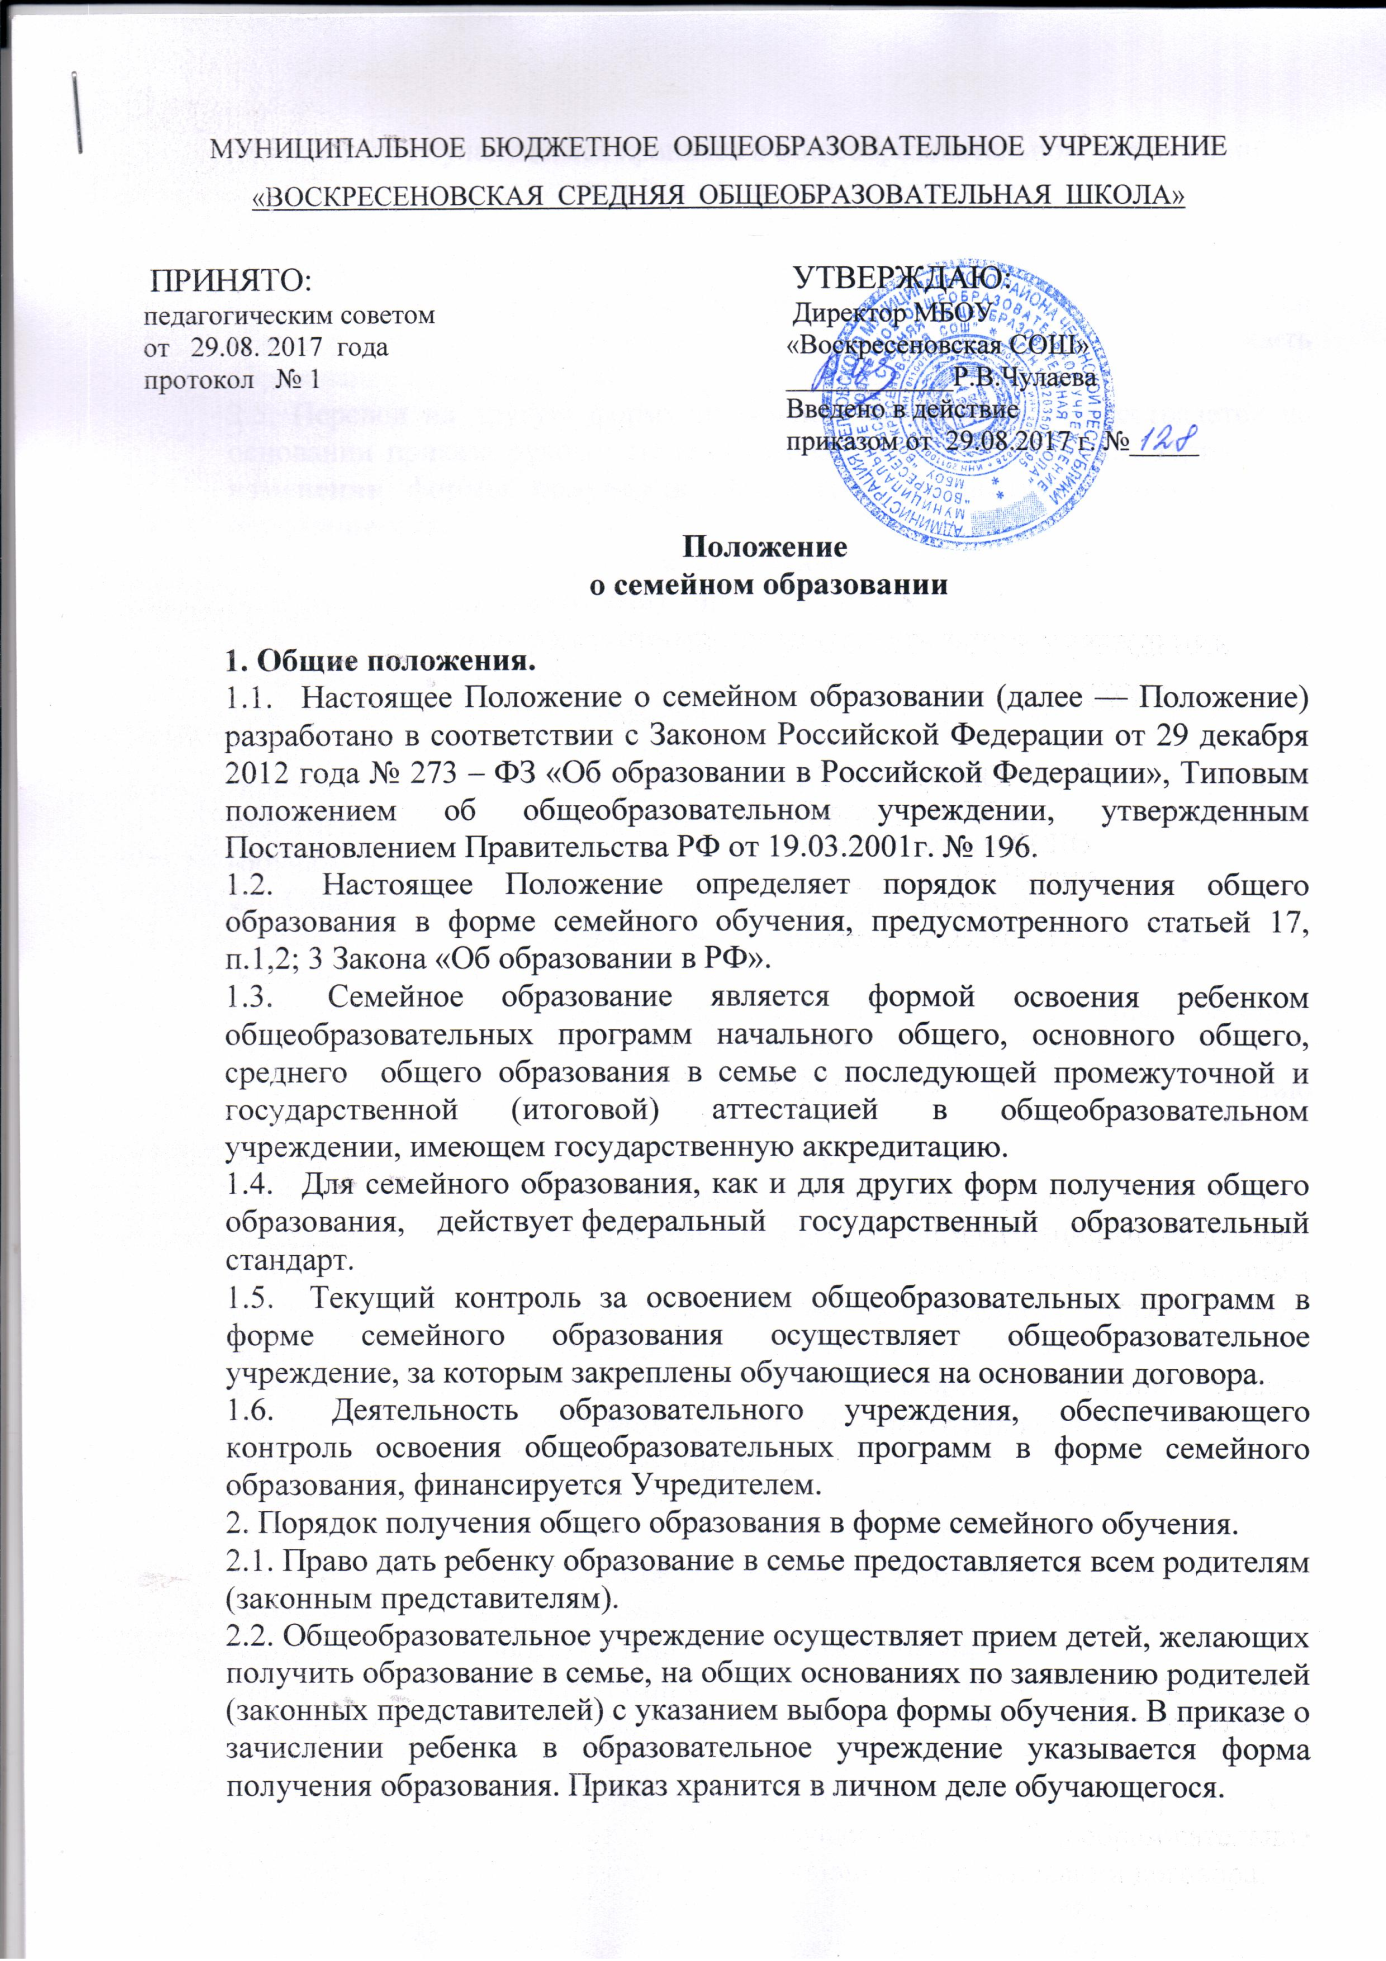 МУНИЦИПАЛЬНОЕ БЮДЖЕТНОЕ ОБЩЕОБРАЗОВАТЕЛЬНОЕ УЧРЕЖДЕНИЕ
«ВОСКРЕСЕНОВСКАЯ СРЕДНЯЯ ОБЩЕОБРАЗОВАТЕЛЬНАЯ ШКОЛА»
ПРИНЯТО:
педагогическим советом
от 29.08. 2017 года
протокол № 1
УТВЕРЖДАЮ:
Директор МБОУ
«Воскресеновская СОШ»
____________Р.В.Чулаева
Введено в действие
приказом от 29.08.2017 г. № 128
Положение
о семейном образовании
1. Общие положения.
1.1. Настоящее Положение о семейном образовании (далее — Положение)
разработано в соответствии с Законом Российской Федерации от 29 декабря
2012 года № 273 – ФЗ «Об образовании в Российской Федерации», Типовым
положением об общеобразовательном учреждении, утвержденным
Постановлением Правительства РФ от 19.03.2001г. № 196.
1.2. Настоящее Положение определяет порядок получения общего
образования в форме семейного обучения, предусмотренного статьей 17,
п.1,2; 3 Закона «Об образовании в РФ».
1.3. Семейное образование является формой освоения ребенком
общеобразовательных программ начального общего, основного общего,
среднего общего образования в семье с последующей промежуточной и
государственной (итоговой) аттестацией в общеобразовательном
учреждении, имеющем государственную аккредитацию.
1.4. Для семейного образования, как и для других форм получения общего
образования, действует федеральный государственный образовательный
стандарт.
1.5. Текущий контроль за освоением общеобразовательных программ в
форме семейного образования осуществляет общеобразовательное
учреждение, за которым закреплены обучающиеся на основании договора.
1.6. Деятельность образовательного учреждения, обеспечивающего
контроль освоения общеобразовательных программ в форме семейного
образования, финансируется Учредителем.
2. Порядок получения общего образования в форме семейного обучения.
2.1. Право дать ребенку образование в семье предоставляется всем родителям
(законным представителям).
2.2. Общеобразовательное учреждение осуществляет прием детей, желающих
получить образование в семье, на общих основаниях по заявлению родителей
(законных представителей) с указанием выбора формы обучения. В приказе о
зачислении ребенка в образовательное учреждение указывается форма
получения образования. Приказ хранится в личном деле обучающегося.